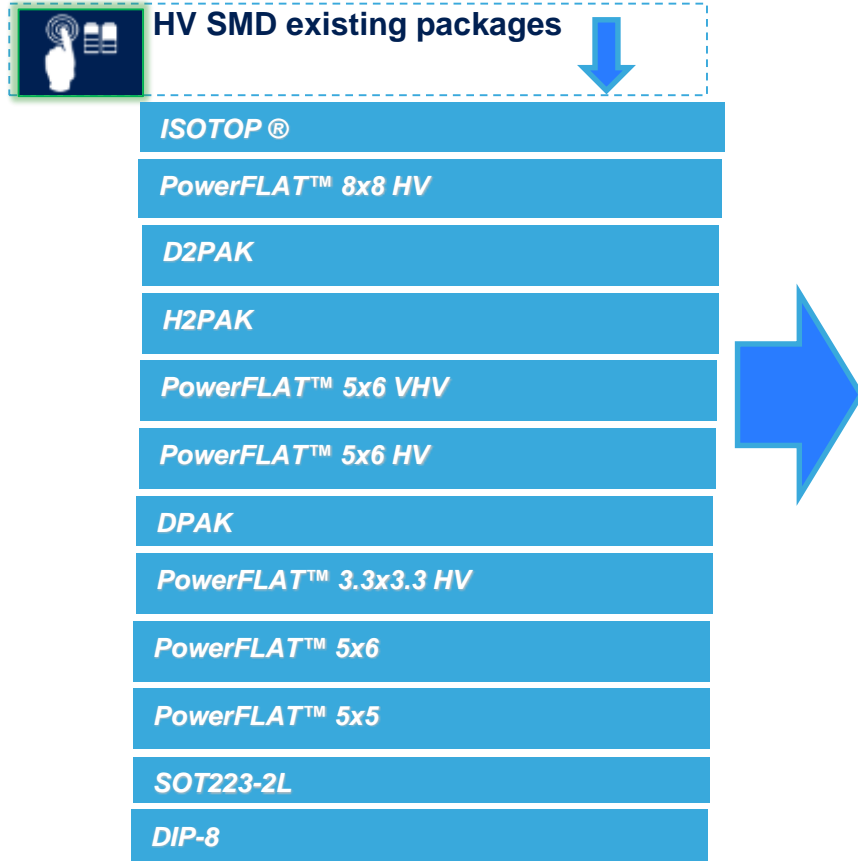 HV SMD existing packages
ISOTOP ®
PowerFLAT™ 8x8 HV
D2PAK
H2PAK
PowerFLAT™ 5x6 VHV
PowerFLAT™ 5x6 HV
DPAK
PowerFLAT™ 3.3x3.3 HV
PowerFLAT™ 5x6
PowerFLAT™ 5x5
SOT223-2L
DIP-8